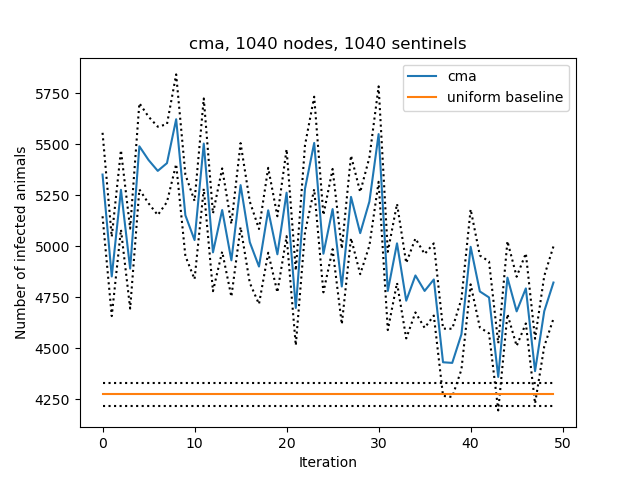 cma, 1040 nodes, 1040 sentinels
cma
uniform baseline
Number of infected animals
5750
5500
5250
5000
4750
4500
4250
0 10 20 30 40 50
Iteration